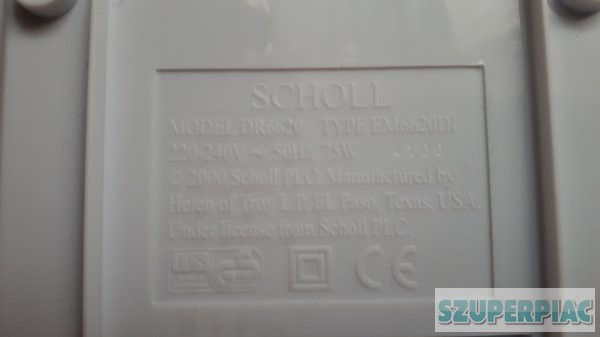 SCHOLL
MODEL DR6620 TYPE EM6620D1
220-240V ~ 50Hz 75W
© 2000 Scholl PLC. Manufactured by
Helen of Troy L.P., EL Paso, Texas, USA.
Under license from Scholl PLC.
CE
SZUPERPIAC